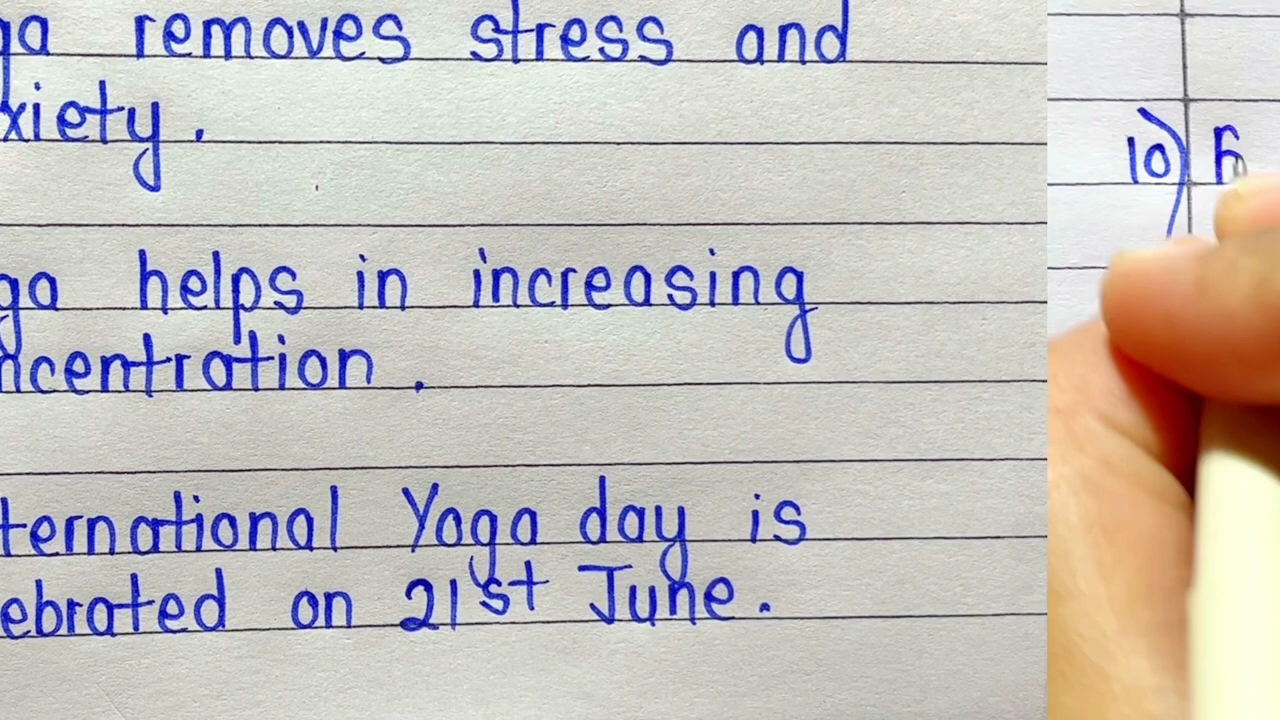 ga removes stress and
xiety.
ga helps in increasing
ncentration.
ternational Yoga day is
ebrated on 21st June.
10)